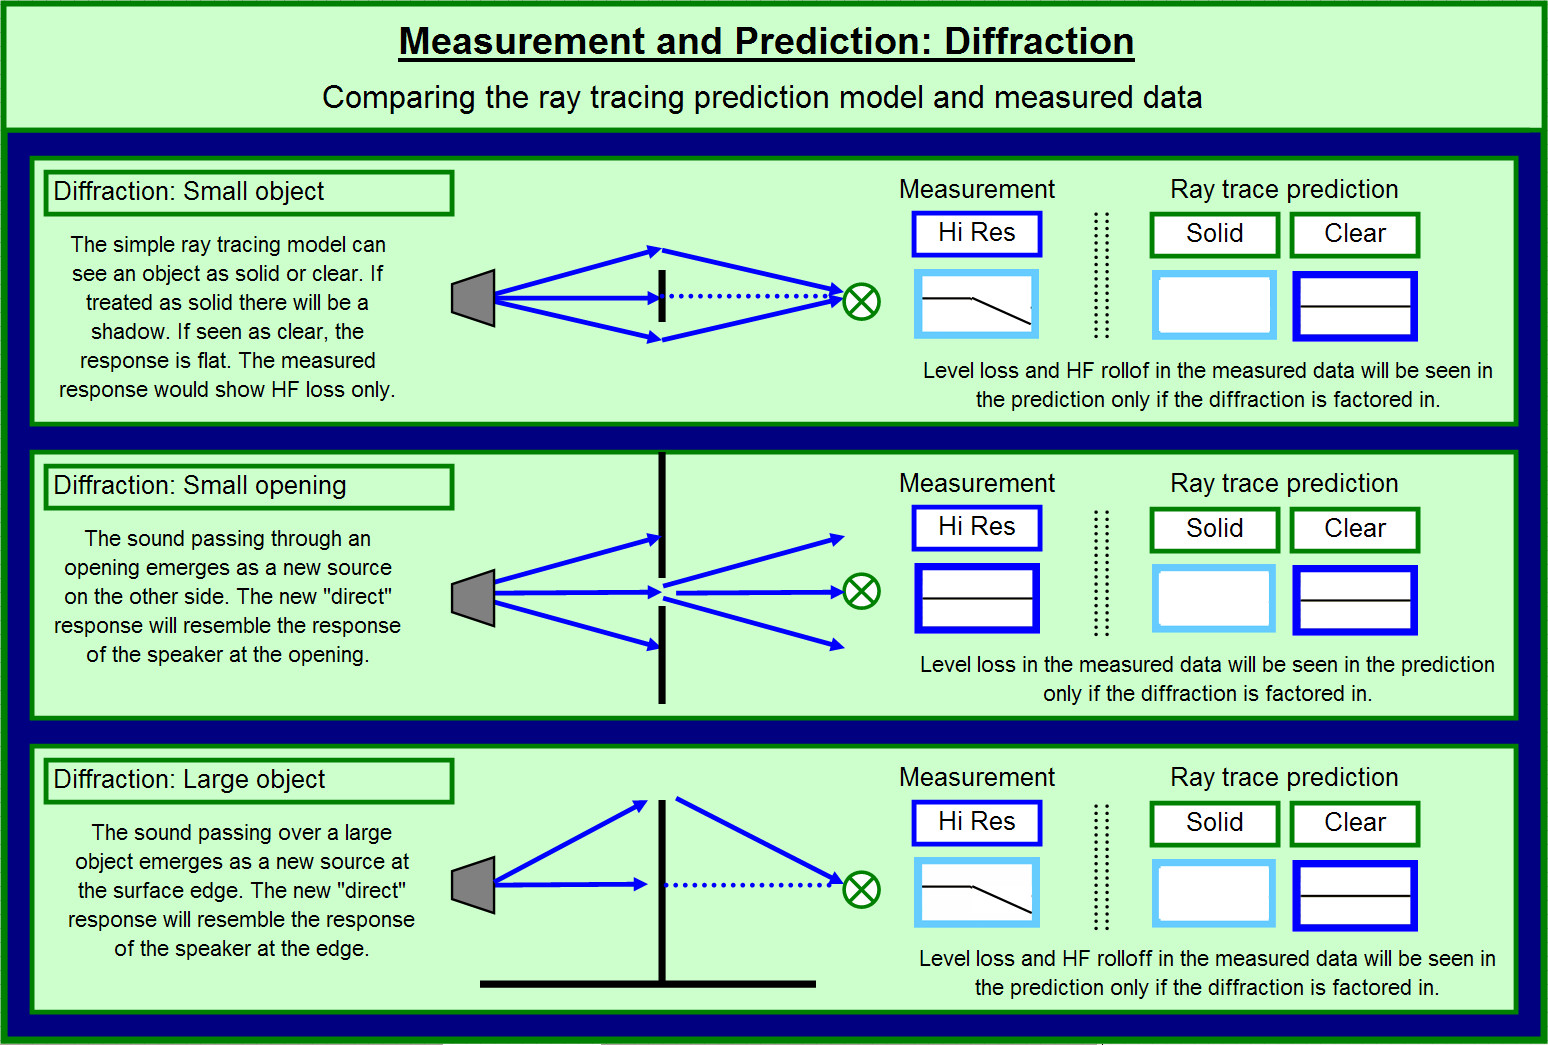 Measurement and Prediction: Diffraction
Comparing the ray tracing prediction model and measured data
Diffraction: Small object
The simple ray tracing model can
see an object as solid or clear. If
treated as solid there will be a
shadow. If seen as clear, the
response is flat. The measured
response would show HF loss only.
Measurement
Hi Res
Ray trace prediction
Solid
Clear
Level loss and HF rollof in the measured data will be seen in
the prediction only if the diffraction is factored in.
Diffraction: Small opening
The sound passing through an
opening emerges as a new source
on the other side. The new "direct"
response will resemble the response
of the speaker at the opening.
Measurement
Hi Res
Ray trace prediction
Solid
Clear
Level loss in the measured data will be seen in the prediction
only if the diffraction is factored in.
Diffraction: Large object
The sound passing over a large
object emerges as a new source at
the surface edge. The new "direct"
response will resemble the response
of the speaker at the edge.
Measurement
Hi Res
Ray trace prediction
Solid
Clear
Level loss and HF rolloff in the measured data will be seen in
the prediction only if the diffraction is factored in.